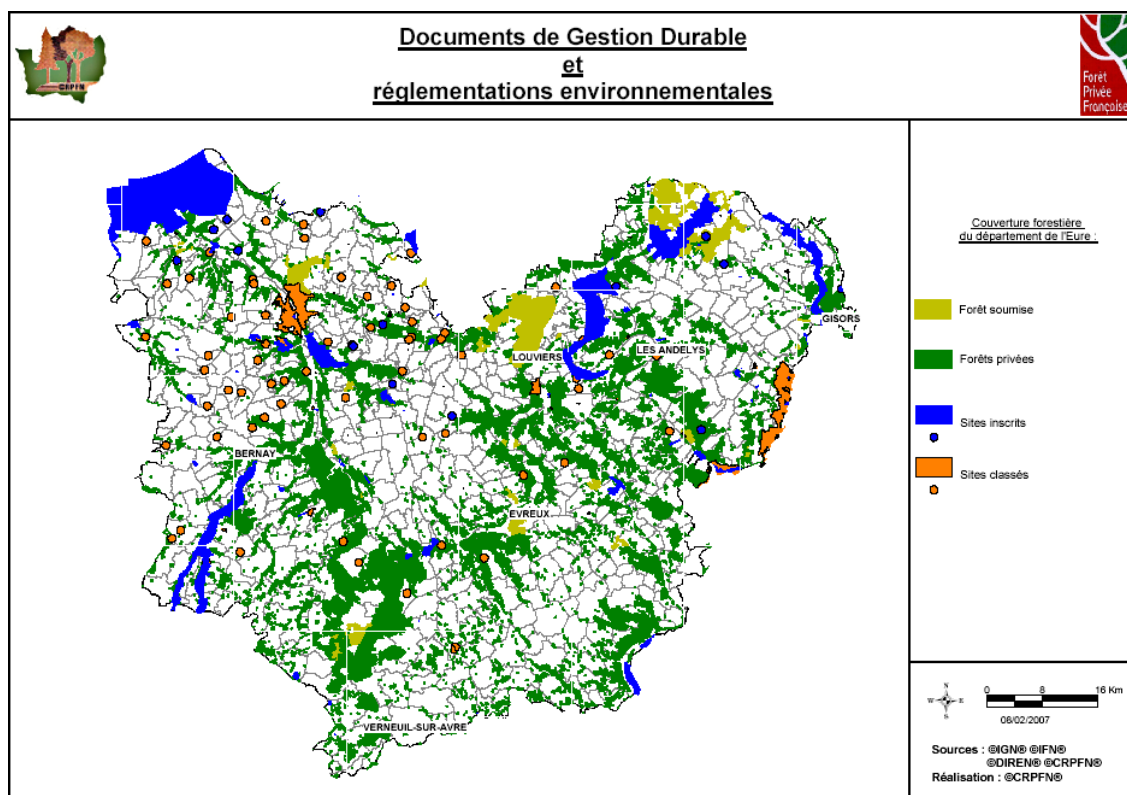 Documents de Gestion Durable
et
réglementations environnementales
CRPFN
Forêt
Privée
Française
Couverture forestière
du département de l'Eure :
Forêt soumise
Forêts privées
Sites inscrits
Sites classés
GISORS
LOUVIERS
LES ANDELYS
BERNAY
EVREUX
VERNEUIL-SUR-AVRE
N
W E
S
0 8 16 Km
08/02/2007
Sources : ©IGN® ©IFN®
©DIREN® ©CRPFN®
Réalisation : ©CRPFN®